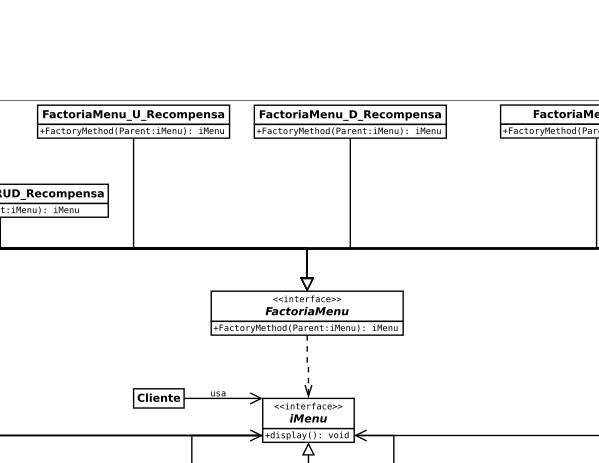 FactoriaMenu_U_Recompensa
+FactoryMethod(Parent:iMenu): iMenu
FactoriaMenu_D_Recompensa
+FactoryMethod(Parent:iMenu): iMenu
FactoriaMe
+FactoryMethod(Par
RUD_Recompensa
t:iMenu): iMenu
<<interface>>
FactoriaMenu
+FactoryMethod(Parent:iMenu): iMenu
Cliente
usa
<<interface>>
iMenu
+display(): void